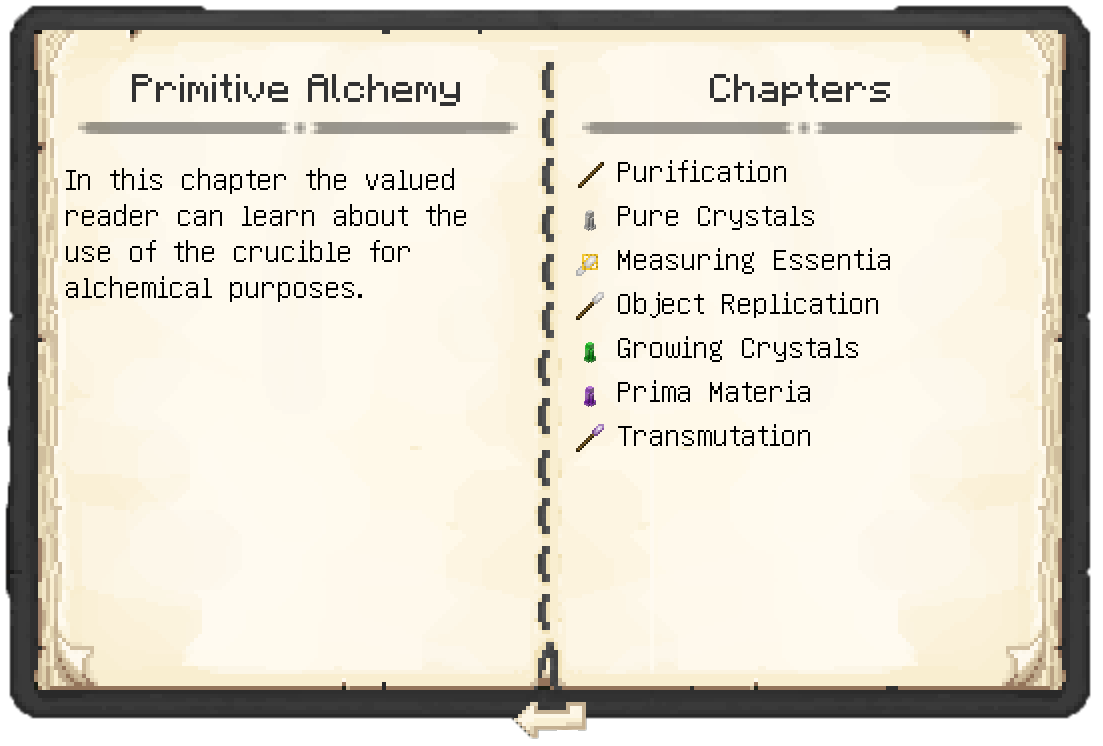 Primitive Alchemy
In this chapter the valued
reader can learn about the
use of the crucible for
alchemical purposes.
Chapters
Purification
Pure Crystals
Measuring Essentia
Object Replication
Growing Crystals
Prima Materia
Transmutation